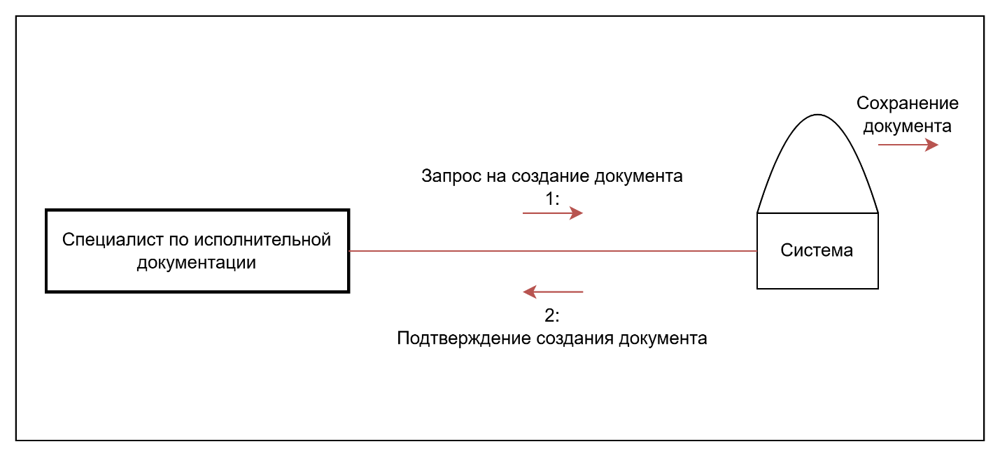 Сохранение
документа
Запрос на создание документа
1:
Специалист по исполнительной
документации
Система
2:
Подтверждение создания документа